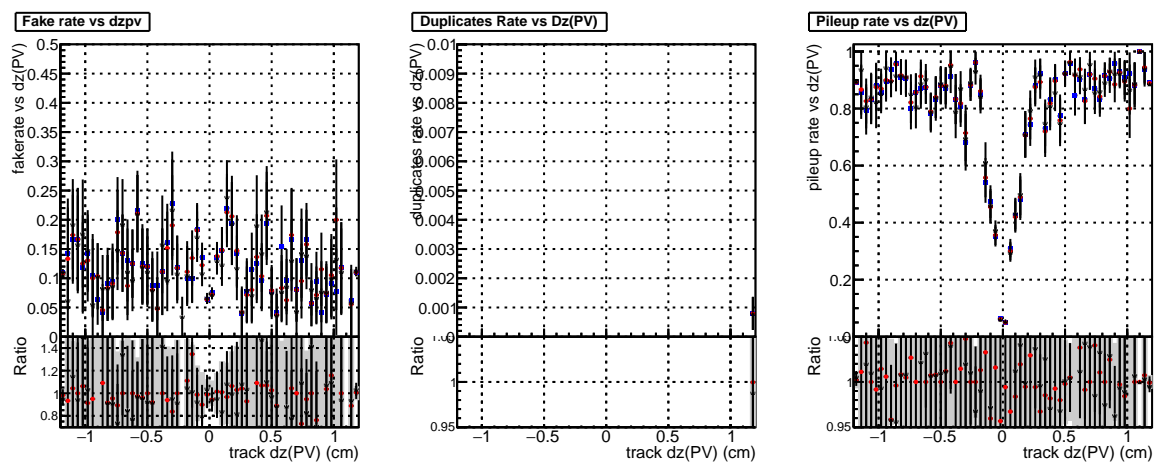 Fake rate vs dzpv
fakerate vs dz(PV)
0.5
0.45
0.4
0.35
0.3
0.25
0.2
0.15
0.1
0.05
0
Ratio
1.4
1.2
1
0.8
−1 −0.5 0 0.5 1
track dz(PV) (cm)
Duplicates Rate vs Dz(PV)
duplicates rate vs dz(PV)
0.01
0.009
0.008
0.007
0.006
0.005
0.004
0.003
0.002
0.001
0
Ratio
1
0.95
−1 −0.5 0 0.5 1
track dz(PV) (cm)
Pileup rate vs dz(PV)
pileup rate vs dz(PV)
1
0.8
0.6
0.4
0.2
0
Ratio
1
0.95
−1 −0.5 0 0.5 1
track dz(PV) (cm)